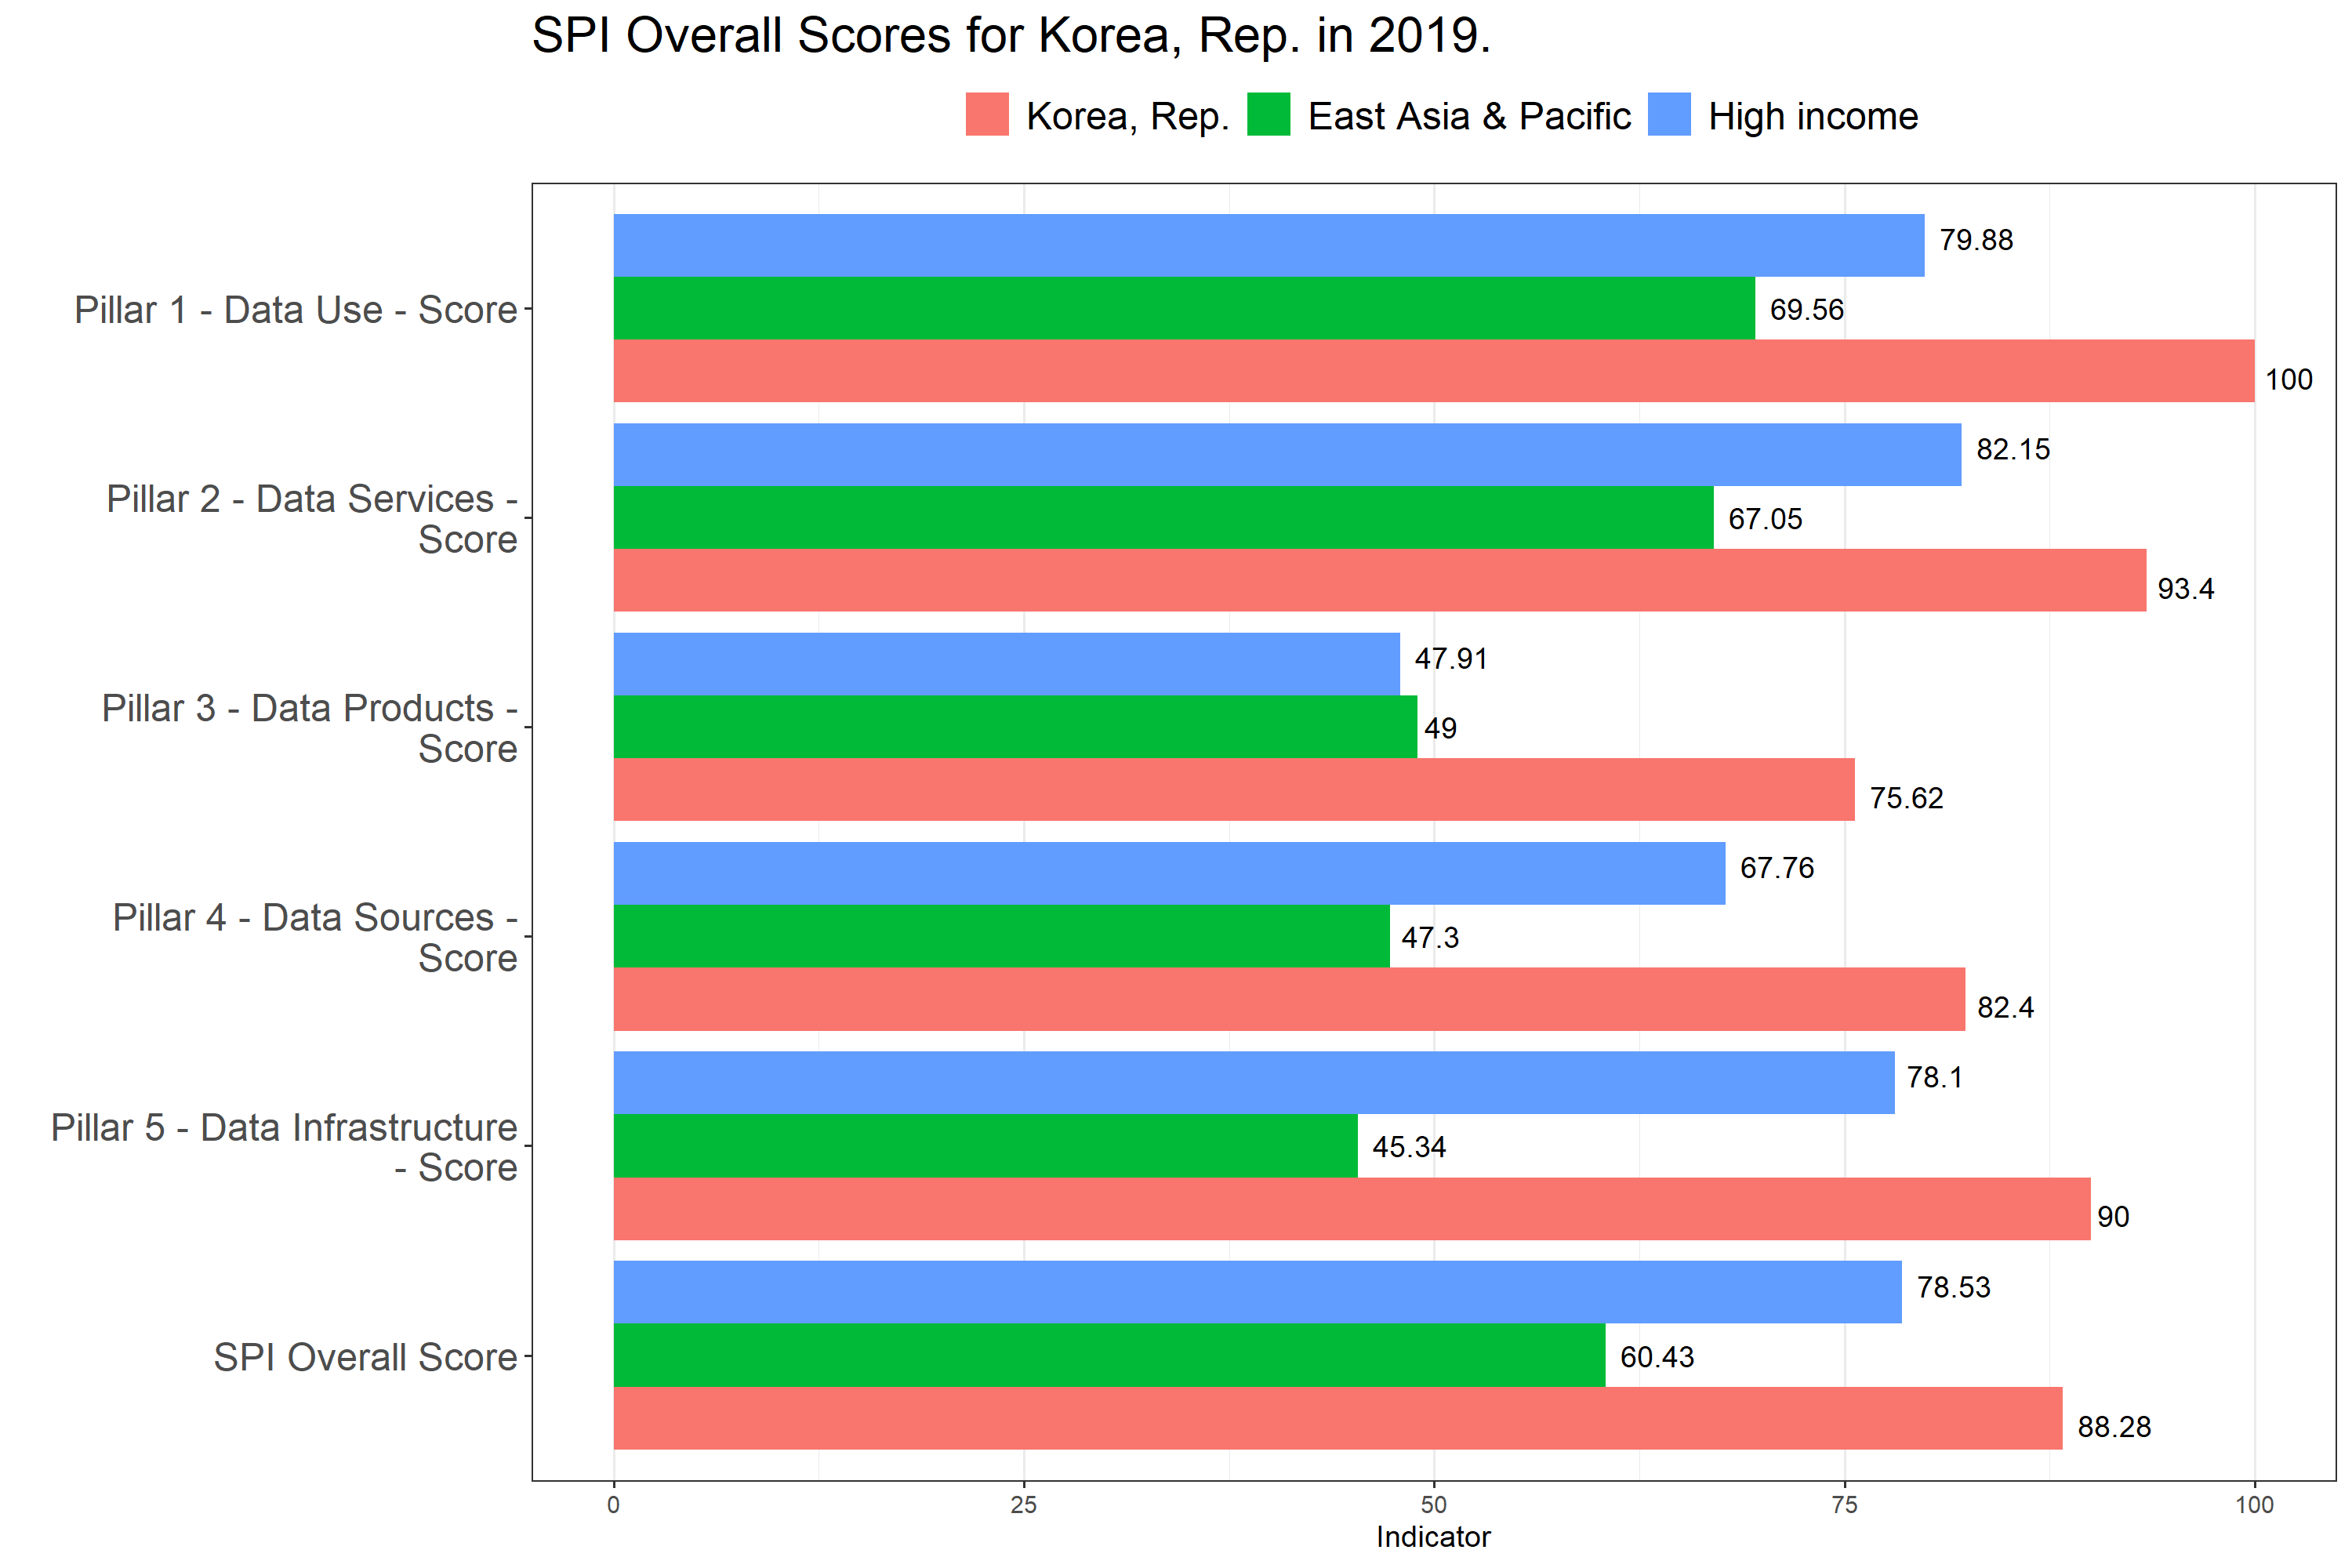 SPI Overall Scores for Korea, Rep. in 2019.
Korea, Rep. East Asia & Pacific High income
Pillar 1 - Data Use - Score
79.88
69.56
100
Pillar 2 - Data Services -
Score
82.15
67.05
93.4
Pillar 3 - Data Products -
Score
47.91
49
75.62
Pillar 4 - Data Sources -
Score
67.76
47.3
82.4
Pillar 5 - Data Infrastructure
- Score
78.1
45.34
90
SPI Overall Score
78.53
60.43
88.28
0 25 50 75 100
Indicator